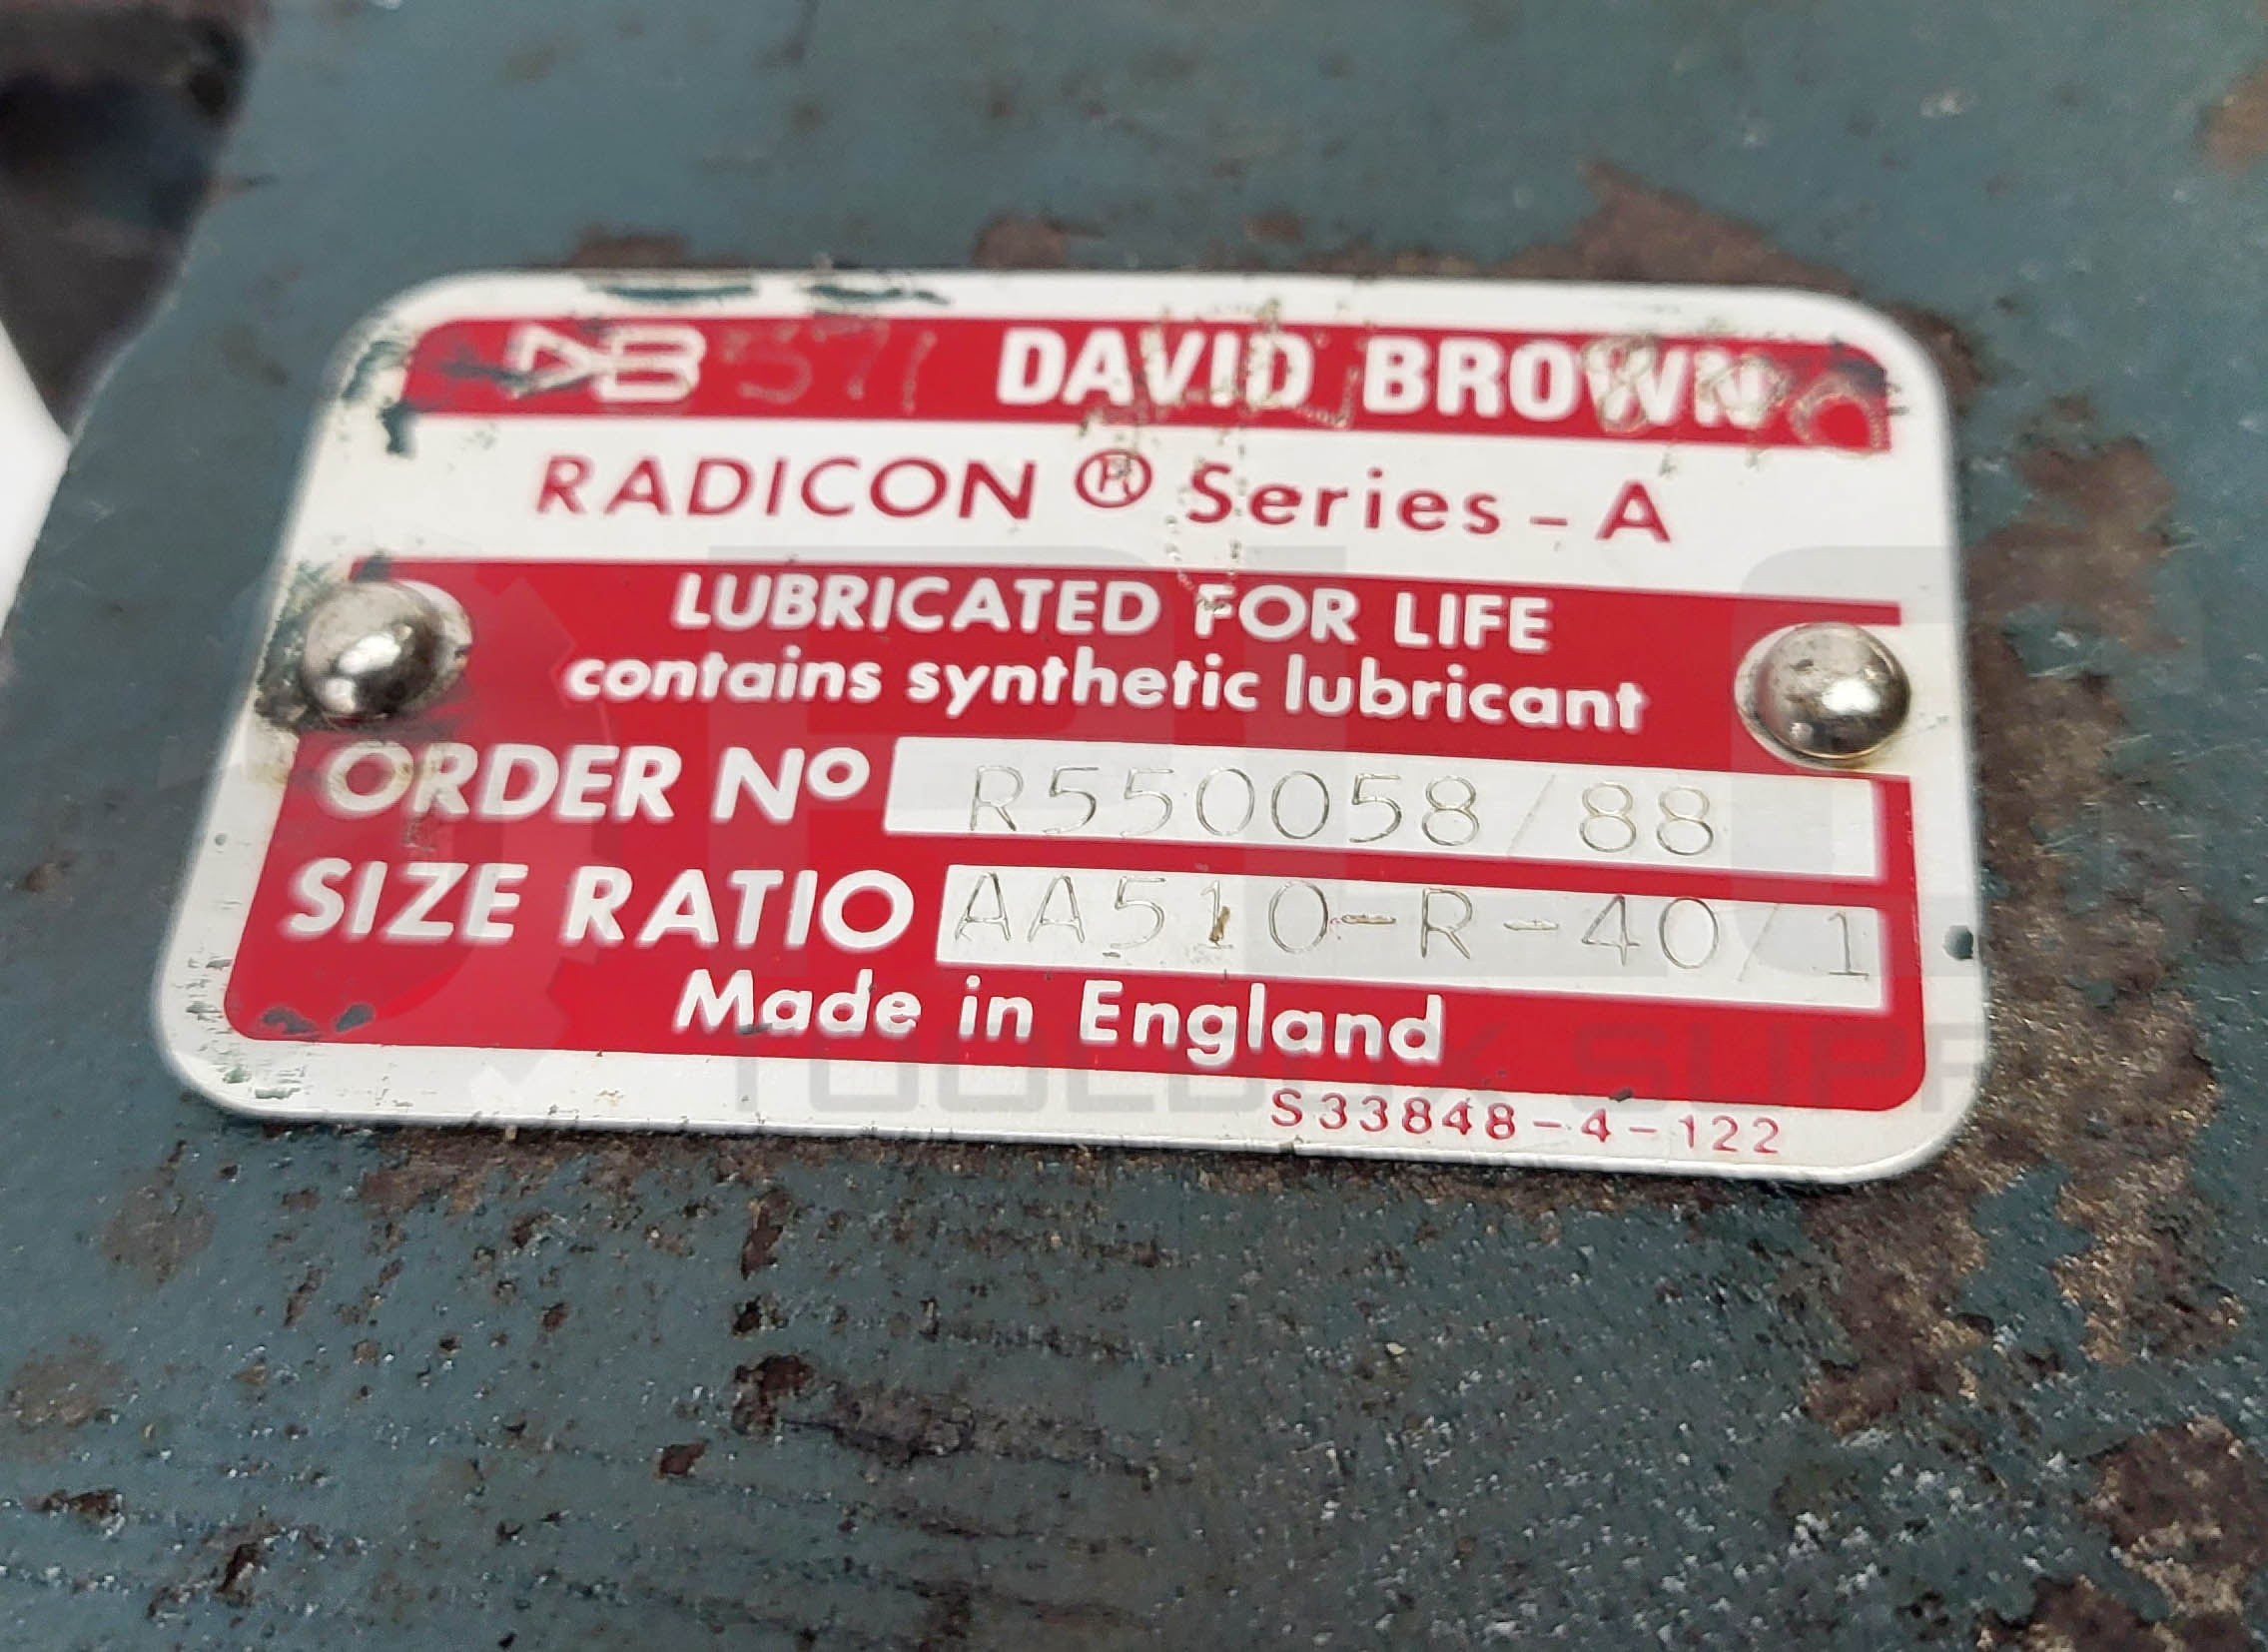 DB 571 DAVID BROWN
RADICON ® Series - A
LUBRICATED FOR LIFE
contains synthetic lubricant
ORDER Nº R550058/88
SIZE RATIO AA510-R-40/1
Made in England
S33848-4-122